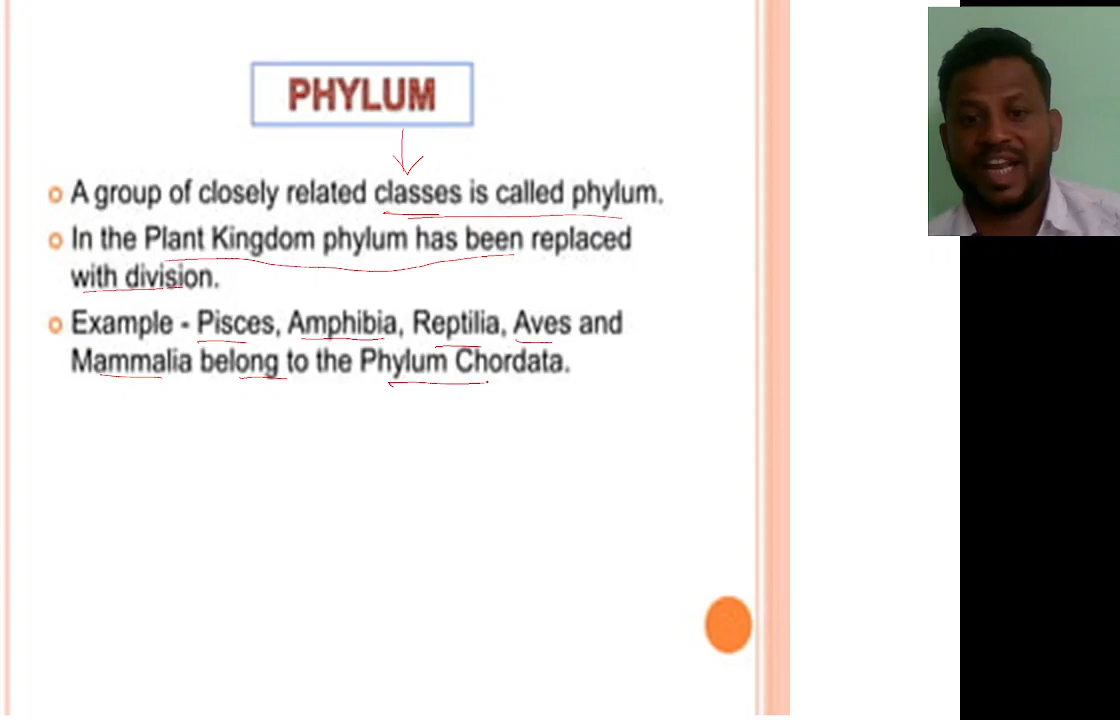 PHYLUM
A group of closely related classes is called phylum.
In the Plant Kingdom phylum has been replaced
with division.
Example - Pisces, Amphibia, Reptilia, Aves and
Mammalia belong to the Phylum Chordata.